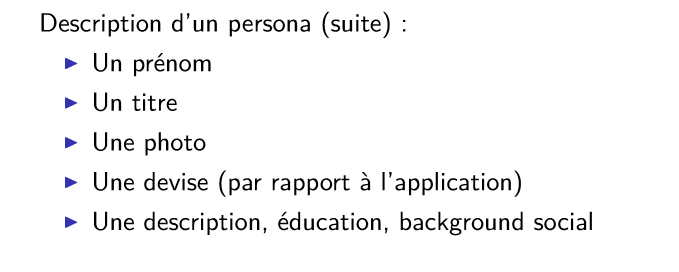 Description d'un persona (suite) :
▶ Un prénom
▶ Un titre
▶ Une photo
▶ Une devise (par rapport à l'application)
▶ Une description, éducation, background social